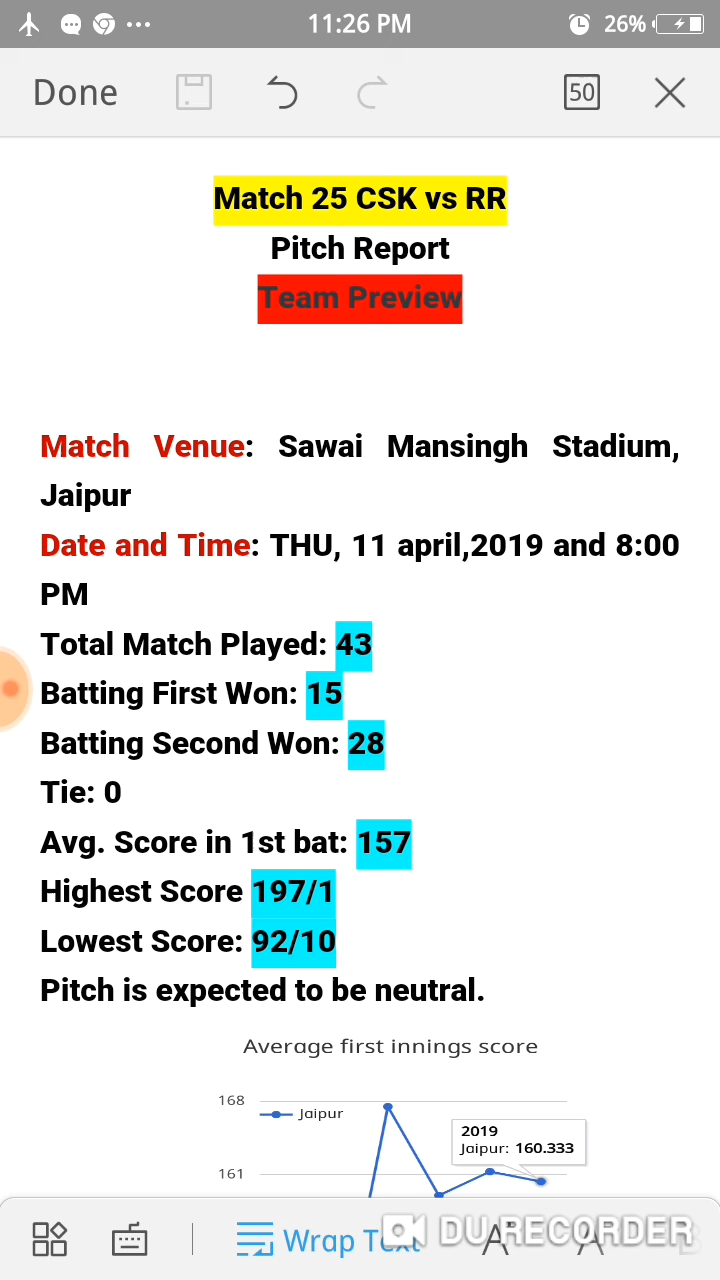 11:26 PM
26%
Done
50
Match 25 CSK vs RR
Pitch Report
Team Preview
Match Venue: Sawai Mansingh Stadium,
Jaipur
Date and Time: THU, 11 april,2019 and 8:00
PM
Total Match Played: 43
Batting First Won: 15
Batting Second Won: 28
Tie: 0
Avg. Score in 1st bat: 157
Highest Score 197/1
Lowest Score: 92/10
Pitch is expected to be neutral.
Average first innings score
168
Jaipur
2019
Jaipur: 160.333
161
Wrap Text
DU RECORDER